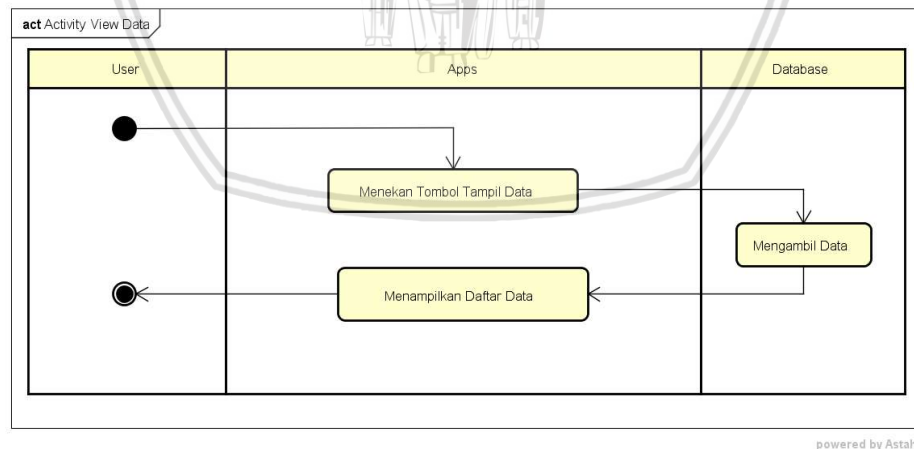 act Activity View Data
User
Apps
Database
Menekan Tombol Tampil Data
Mengambil Data
Menampilkan Daftar Data
powered by Astah